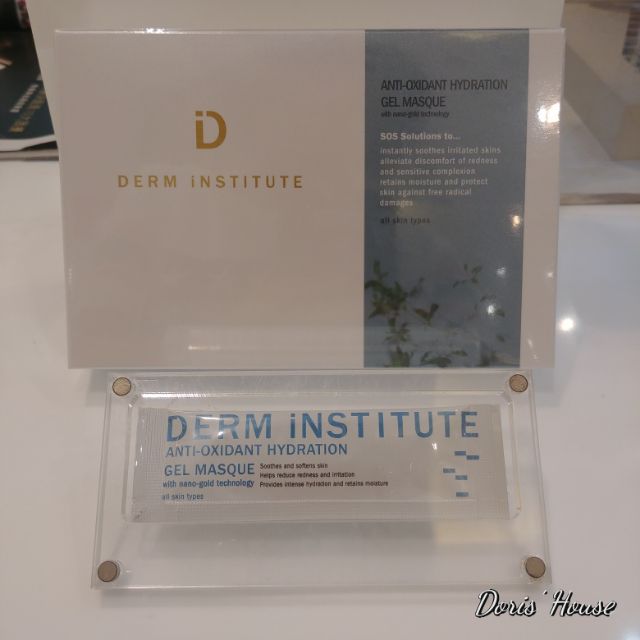 iD
DERM iNSTITUTE
ANTI-OXIDANT HYDRATION
GEL MASQUE
with nano-gold technology
SOS Solutions to...
instantly soothes irritated skins
alleviate discomfort of redness
and sensitive complexion
retains moisture and protect
skin against free radical
damages
all skin types
DERM iNSTITUTE
ANTI-OXIDANT HYDRATION
GEL MASQUE
with nano-gold technology
all skin types
Soothes and softens skin
Helps reduce redness and irritation
Provides intense hydration and retains moisture
Doris' House